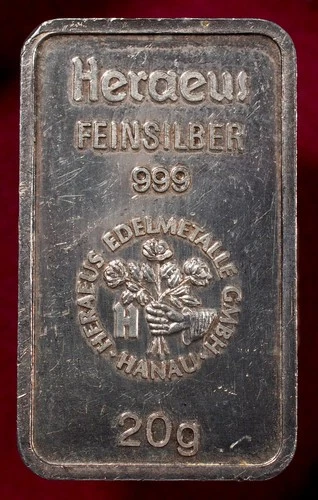 Heraeus
FEINSILBER
999
HERAEUS EDELMETALLE GMBH
H
HANAU
20g